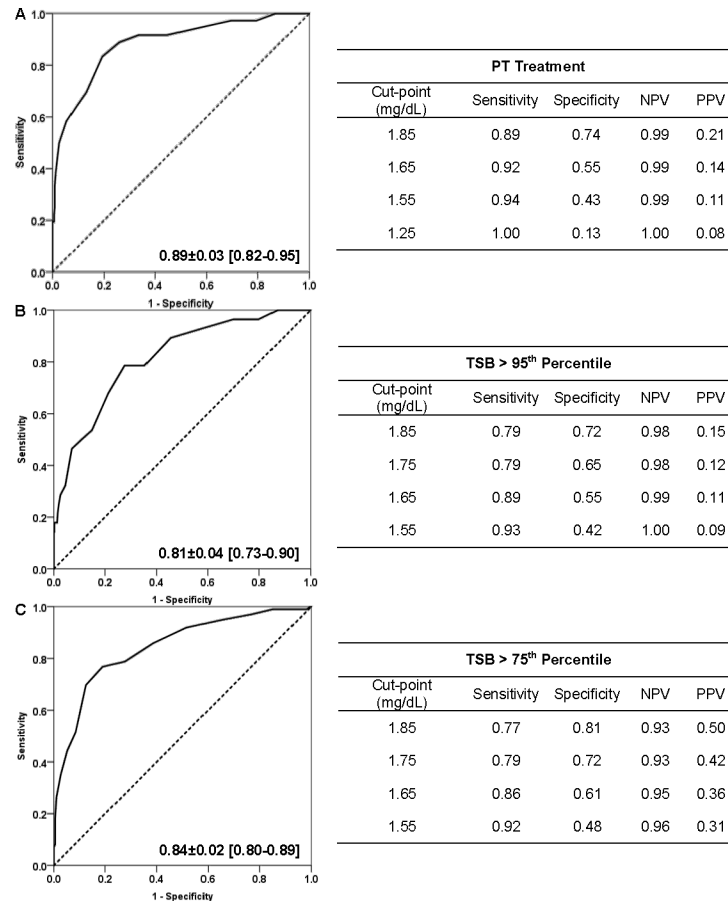 A
1.0
0.8
0.6
0.4
0.2
0.0
Sensitivity
0.0 0.2 0.4 0.6 0.8 1.0
1 - Specificity
0.89±0.03 [0.82-0.95]
PT Treatment
Cut-point (mg/dL) Sensitivity Specificity NPV PPV
1.85 0.89 0.74 0.99 0.21
1.65 0.92 0.55 0.99 0.14
1.55 0.94 0.43 0.99 0.11
1.25 1.00 0.13 1.00 0.08
B
1.0
0.8
0.6
0.4
0.2
0.0
Sensitivity
0.0 0.2 0.4 0.6 0.8 1.0
1 - Specificity
0.81±0.04 [0.73-0.90]
TSB > 95th Percentile
Cut-point (mg/dL) Sensitivity Specificity NPV PPV
1.85 0.79 0.72 0.98 0.15
1.75 0.79 0.65 0.98 0.12
1.65 0.89 0.55 0.99 0.11
1.55 0.93 0.42 1.00 0.09
C
1.0
0.8
0.6
0.4
0.2
0.0
Sensitivity
0.0 0.2 0.4 0.6 0.8 1.0
1 - Specificity
0.84±0.02 [0.80-0.89]
TSB > 75th Percentile
Cut-point (mg/dL) Sensitivity Specificity NPV PPV
1.85 0.77 0.81 0.93 0.50
1.75 0.79 0.72 0.93 0.42
1.65 0.86 0.61 0.95 0.36
1.55 0.92 0.48 0.96 0.31